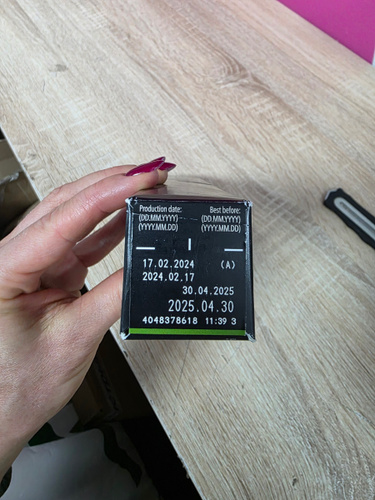 Production date: Best before:
(DD.MM.YYYY) (DD.MM.YYYY)
(YYYY.MM.DD) (YYYY.MM.DD)
17.02.2024 (A)
2024.02.17
30.04.2025
2025.04.30
4048378618 11:39 3